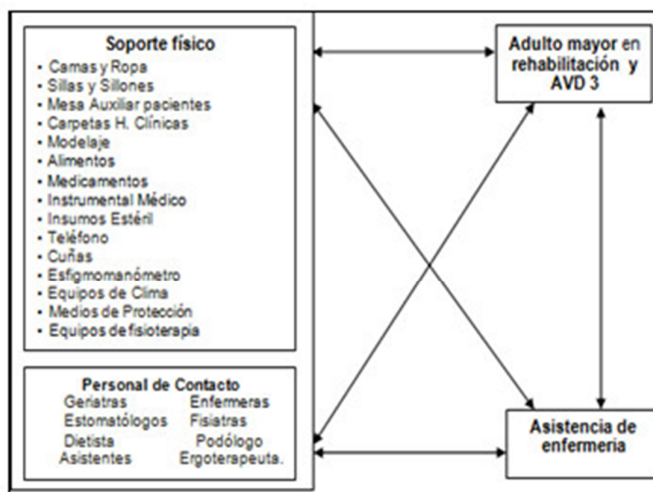 Soporte físico
• Camas y Ropa
• Sillas y Sillones
• Mesa Auxiliar pacientes
• Carpetas H. Clínicas
• Modelaje
• Alimentos
• Medicamentos
• Instrumental Médico
• Insumos Estéril
• Teléfono
• Cuñas
• Esfigmomanómetro
• Equipos de Clima
• Medios de Protección
• Equipos de fisioterapia
Personal de Contacto
Geriatras Enfermeras
Estomatólogos Fisiatras
Dietista Podólogo
Asistentes Ergoterapeuta.
Adulto mayor en
rehabilitación y
AVD 3
Asistencia de
enfermeria